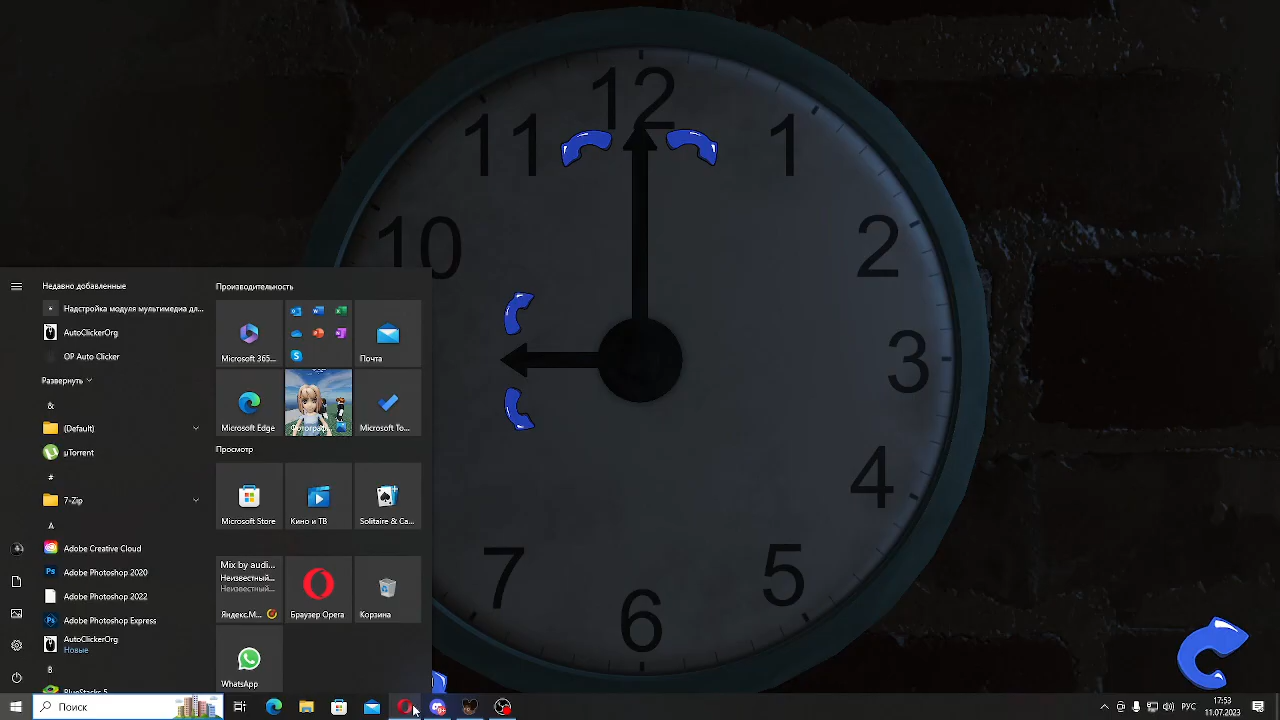 12
11
1
10
2
3
4
5
6
7
Недавно добавленные
Надстройка модуля мультимедиа дл...
AutoClickerOrg
OP Auto Clicker
Развернуть
&
(Default)
µTorrent
#
7-Zip
A
Adobe Creative Cloud
Adobe Photoshop 2020
Adobe Photoshop 2022
Adobe Photoshop Express
AutoClickerOrg
Новые
B
BlueStacks 5
Производительность
Microsoft 365...
Почта
Microsoft Edge
Фотограф
Microsoft To...
Просмотр
Microsoft Store
Кино и ТВ
Solitaire & Ca...
Mix by audi...
Неизвестный...
Неизвестный...
Яндекс.М...
Браузер Opera
Корзина
WhatsApp
Поиск
РУС
17:53
11.07.2023